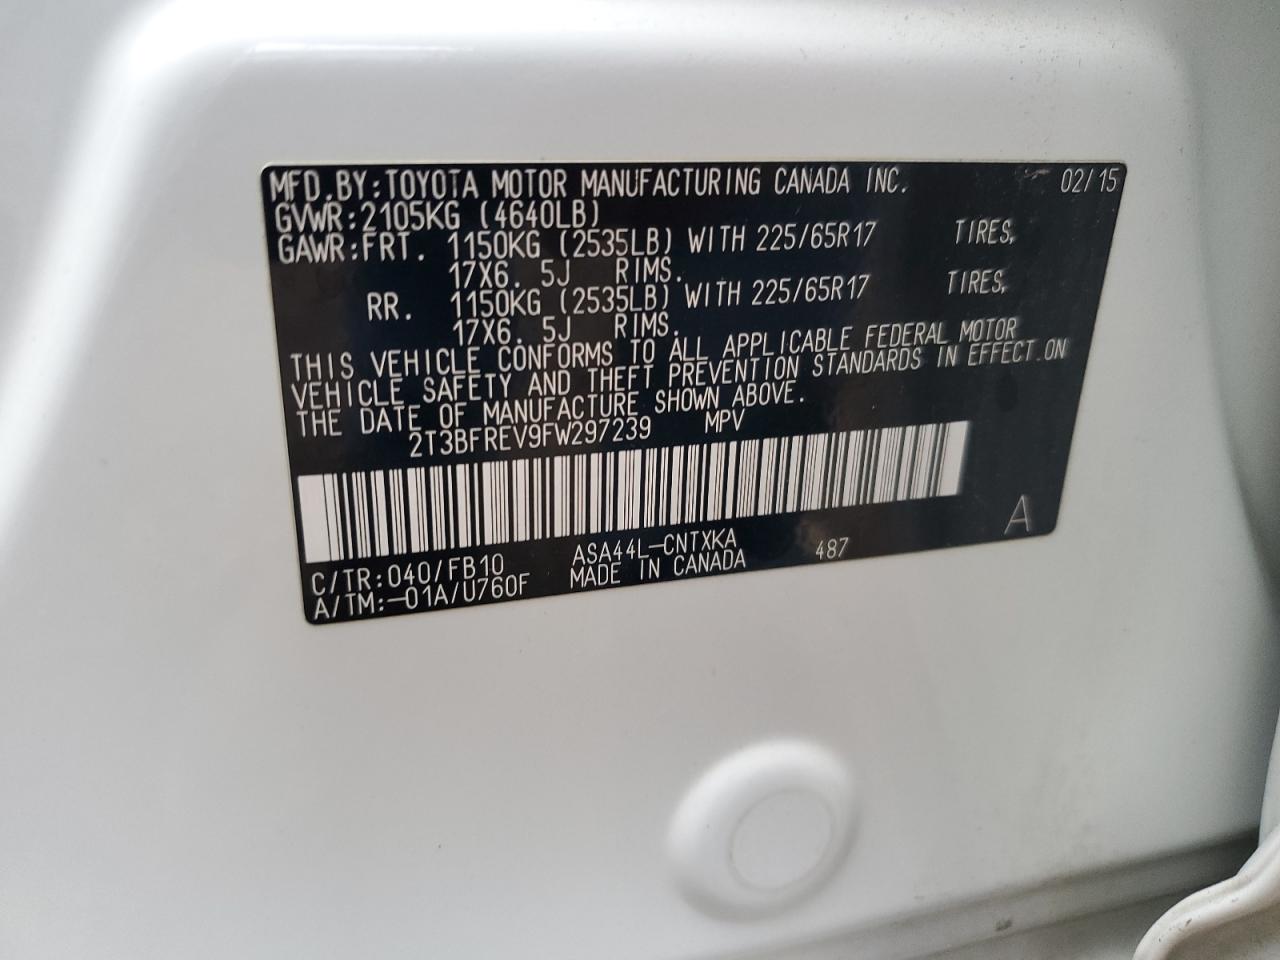 MFD.BY:TOYOTA MOTOR MANUFACTURING CANADA INC. 02/15
GVWR:2105KG (4640LB)
GAWR:FRT. 1150KG (2535LB) WITH 225/65R17 TIRES,
17X6.5J RIMS.
RR. 1150KG (2535LB) WITH 225/65R17 TIRES,
17X6.5J RIMS.
THIS VEHICLE CONFORMS TO ALL APPLICABLE FEDERAL MOTOR
VEHICLE SAFETY AND THEFT PREVENTION STANDARDS IN EFFECT ON
THE DATE OF MANUFACTURE SHOWN ABOVE.
2T3BFREV9FW297239 MPV
A
C/TR:040/FB10 ASA44L-CNTXKA 487
A/TM:-01A/U760F MADE IN CANADA